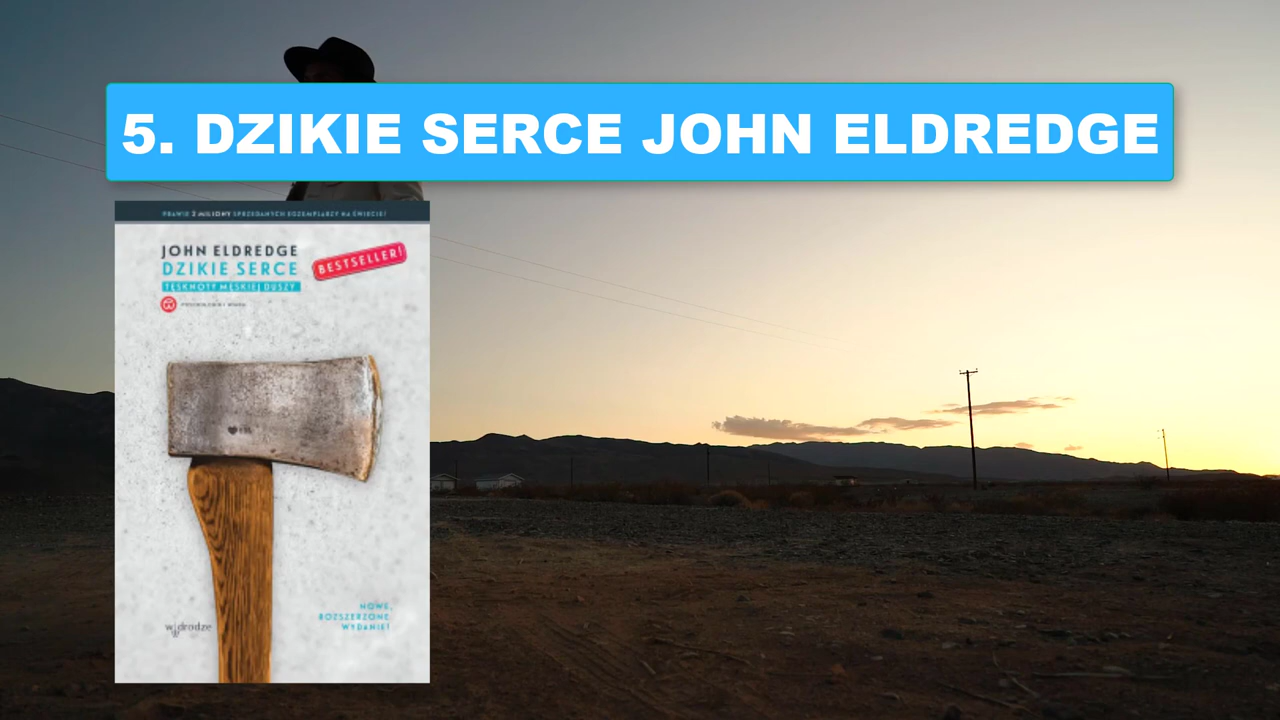 5. DZIKIE SERCE JOHN ELDREDGE
PRAWIE 2 MILIONY SPRZEDANYCH EGZEMPLARZY NA ŚWIECIE!
JOHN ELDREDGE
BESTSELLER!
DZIKIE SERCE
TĘSKNOTY MĘSKIEJ DUSZY
NOWE,
ROZSZERZONE
WYDANIE!
w drodze